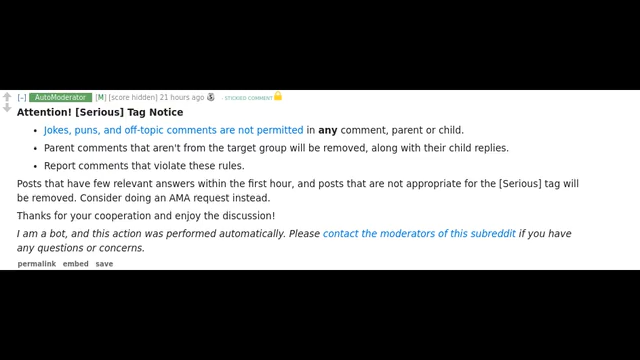 [–] AutoModerator [M] [score hidden] 21 hours ago STICKIED COMMENT
Attention! [Serious] Tag Notice
• Jokes, puns, and off-topic comments are not permitted in any comment, parent or child.
• Parent comments that aren't from the target group will be removed, along with their child replies.
• Report comments that violate these rules.
Posts that have few relevant answers within the first hour, and posts that are not appropriate for the [Serious] tag will
be removed. Consider doing an AMA request instead.
Thanks for your cooperation and enjoy the discussion!
I am a bot, and this action was performed automatically. Please contact the moderators of this subreddit if you have
any questions or concerns.
permalink embed save